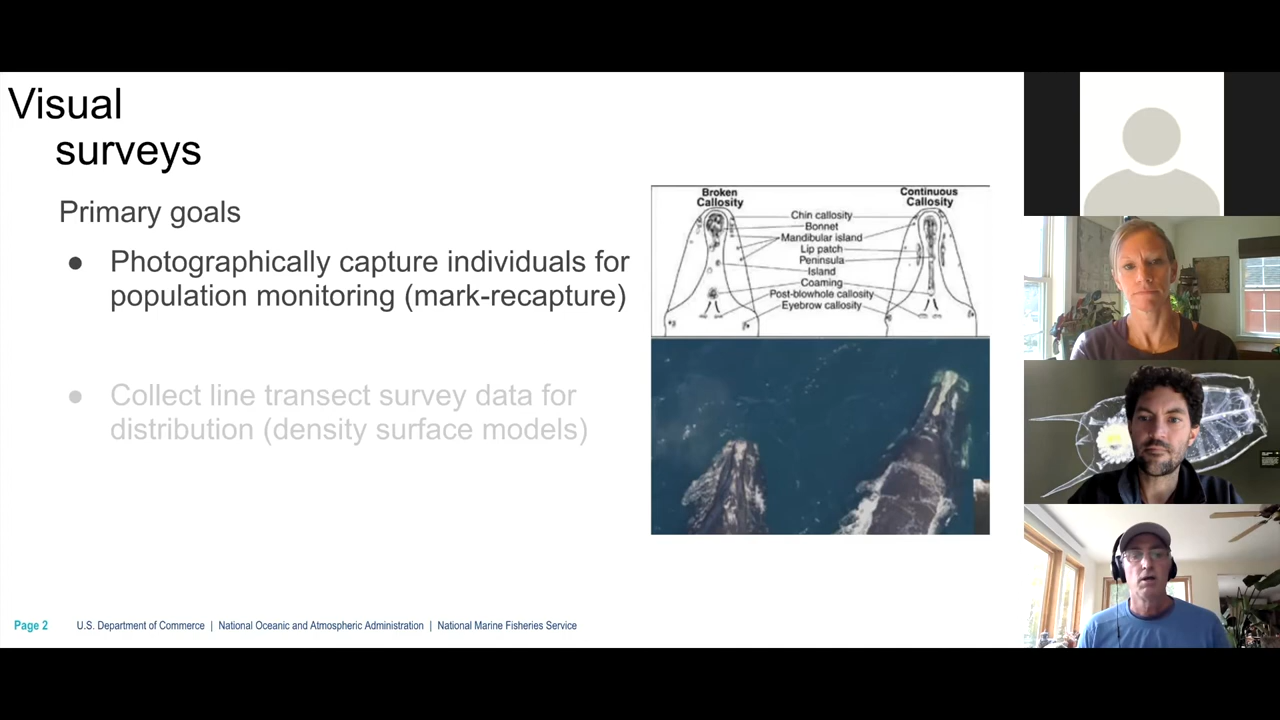 Visual
surveys
Primary goals
● Photographically capture individuals for
population monitoring (mark-recapture)
● Collect line transect survey data for
distribution (density surface models)
Broken
Callosity
Continuous
Callosity
Chin callosity
Bonnet
Mandibular island
Lip patch
Peninsula
Island
Coaming
Post-blowhole callosity
Eyebrow callosity
Page 2 U.S. Department of Commerce | National Oceanic and Atmospheric Administration | National Marine Fisheries Service